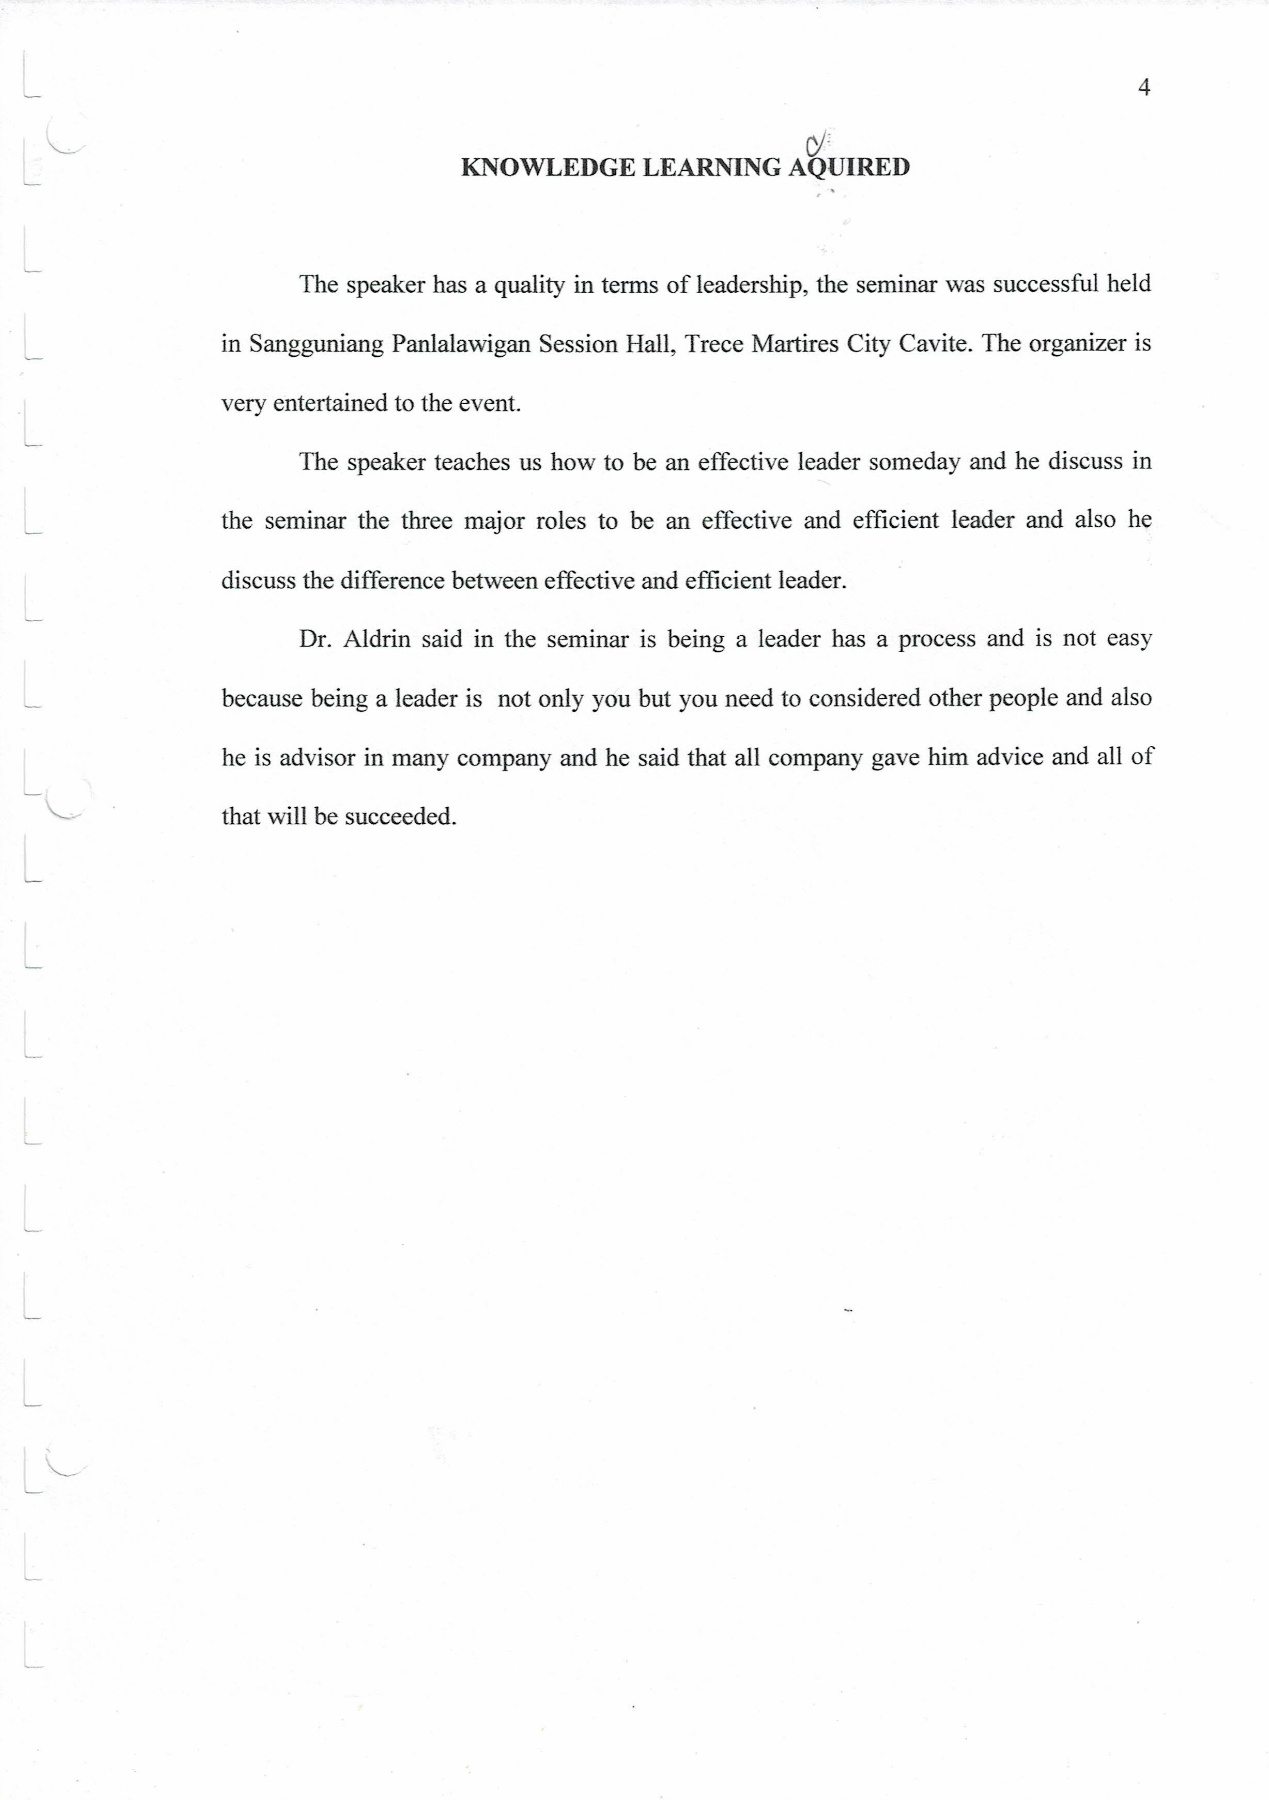 4
KNOWLEDGE LEARNING AQUIRED
The speaker has a quality in terms of leadership, the seminar was successful held
in Sangguniang Panlalawigan Session Hall, Trece Martires City Cavite. The organizer is
very entertained to the event.
The speaker teaches us how to be an effective leader someday and he discuss in
the seminar the three major roles to be an effective and efficient leader and also he
discuss the difference between effective and efficient leader.
Dr. Aldrin said in the seminar is being a leader has a process and is not easy
because being a leader is  not only you but you need to considered other people and also
he is advisor in many company and he said that all company gave him advice and all of
that will be succeeded.